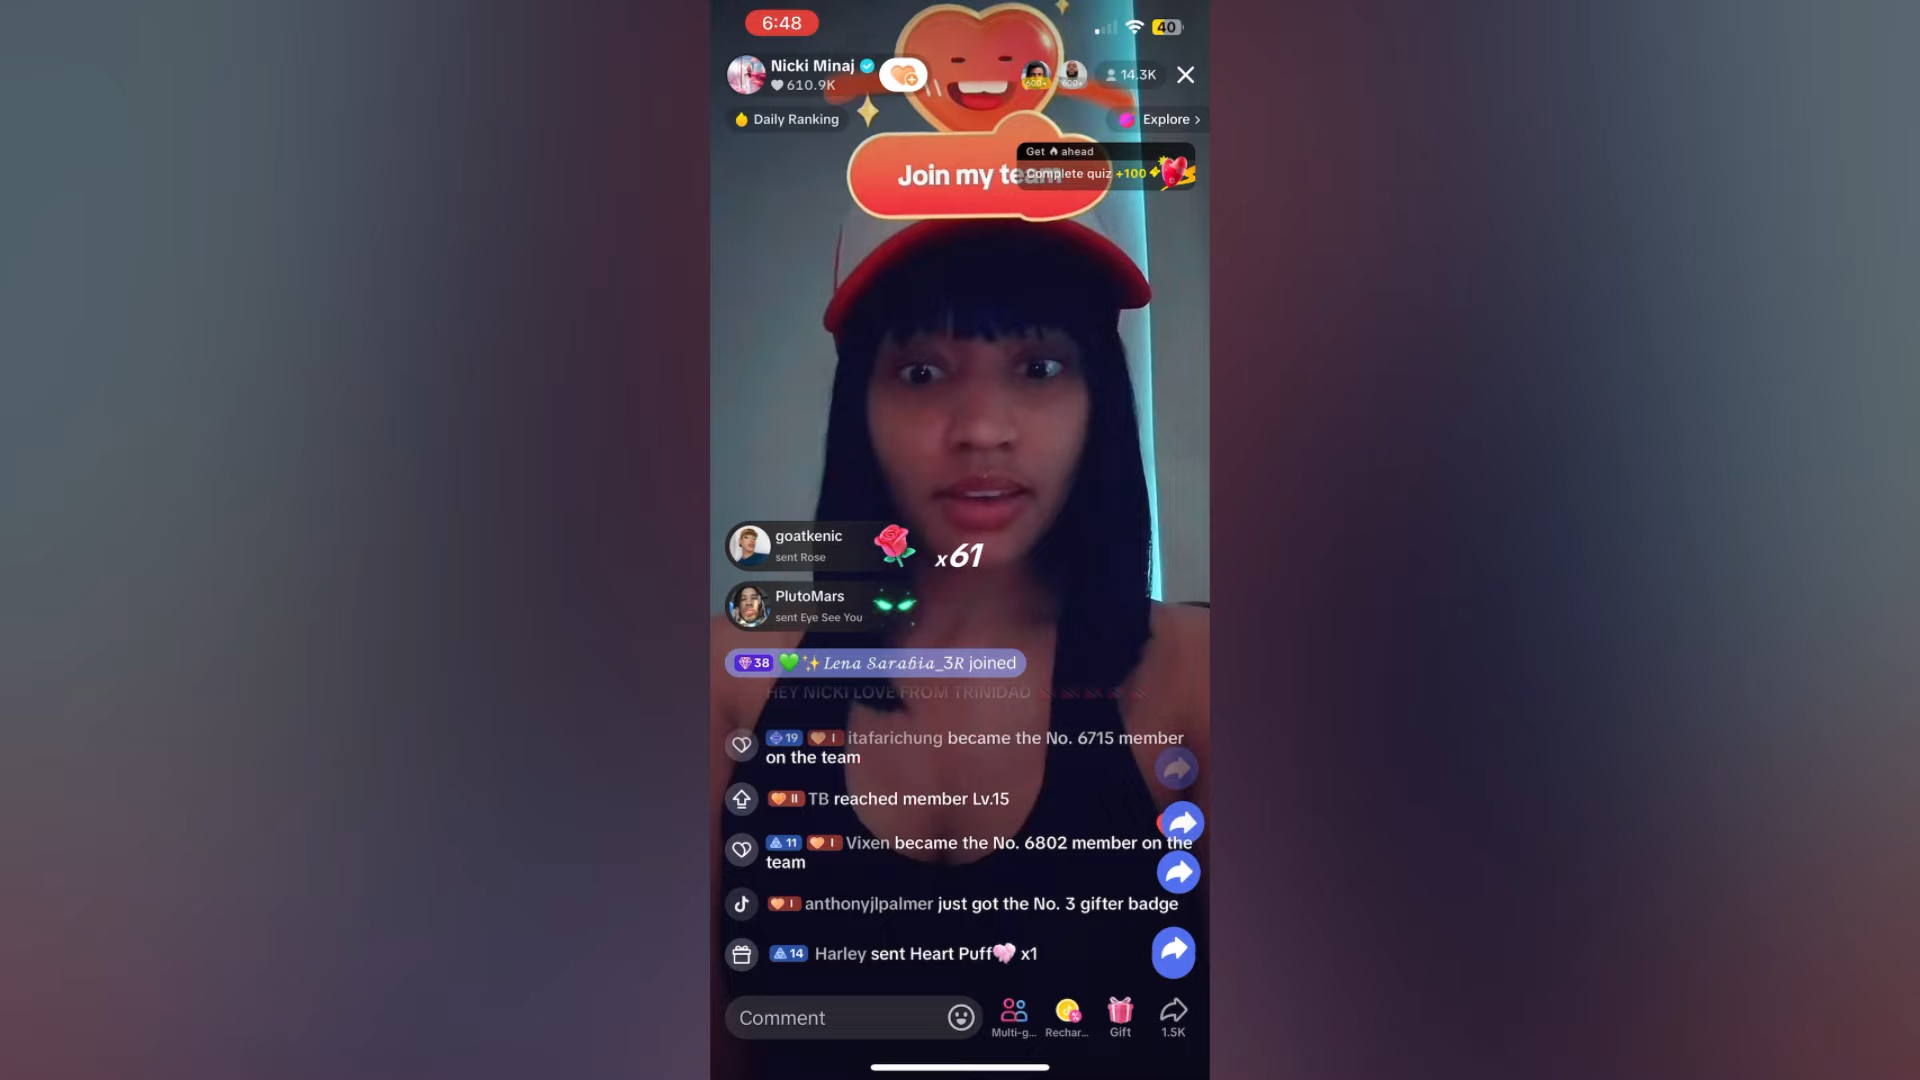 6:48
40
Nicki Minaj
610.9K
600+
600+
14.3K
Daily Ranking
Explore >
Get ahead
Complete quiz +100
Join my team
goatkenic
sent Rose
x61
PlutoMars
sent Eye See You
38 💚✨ Lena Sarabia_3R joined
HEY NICKI LOVE FROM TRINIDAD
19 I itafarichung became the No. 6715 member
on the team
II TB reached member Lv.15
11 I Vixen became the No. 6802 member on the
team
I anthonyjlpalmer just got the No. 3 gifter badge
14 Harley sent Heart Puff x1
Comment
Multi-g...
Rechar...
Gift
1.5K